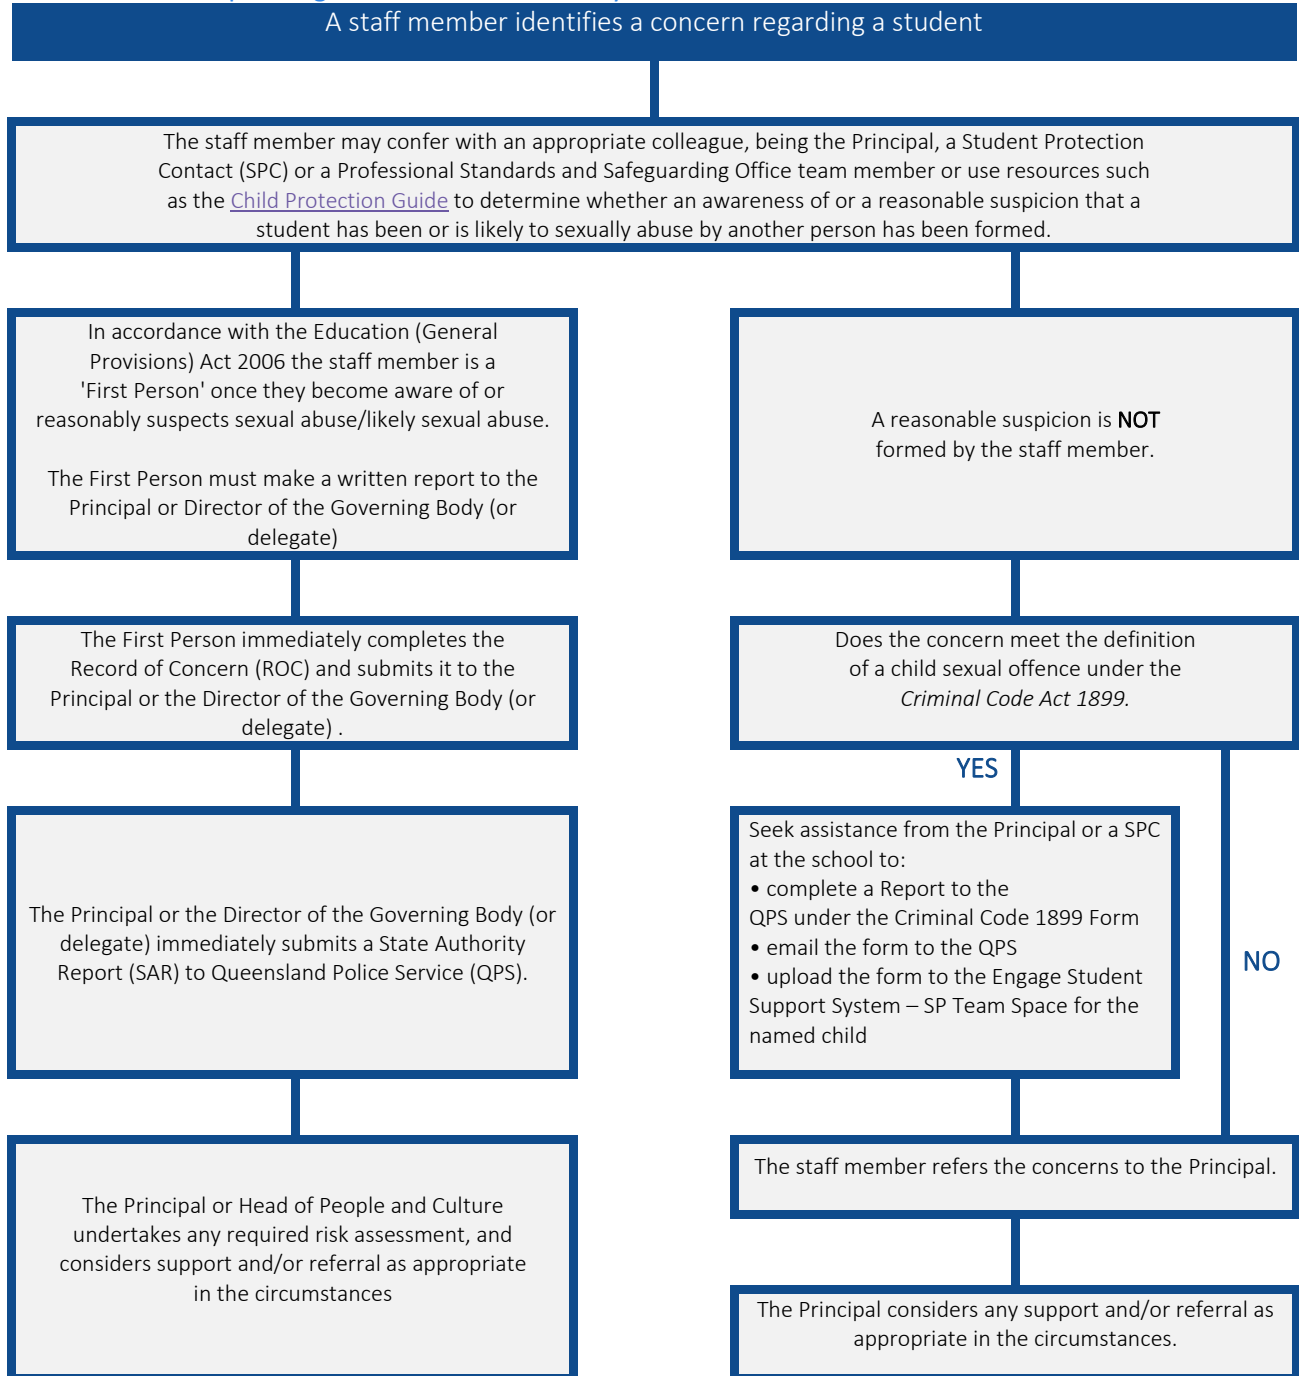 A staff member identifies a concern regarding a student
The staff member may confer with an appropriate colleague, being the Principal, a Student Protection
Contact (SPC) or a Professional Standards and Safeguarding Office team member or use resources such
as the Child Protection Guide to determine whether an awareness of or a reasonable suspicion that a
student has been or is likely to sexually abuse by another person has been formed.
In accordance with the Education (General
Provisions) Act 2006 the staff member is a
'First Person' once they become aware of or
reasonably suspects sexual abuse/likely sexual abuse.
The First Person must make a written report to the
Principal or Director of the Governing Body (or
delegate)
A reasonable suspicion is NOT
formed by the staff member.
The First Person immediately completes the
Record of Concern (ROC) and submits it to the
Principal or the Director of the Governing Body (or
delegate) .
Does the concern meet the definition
of a child sexual offence under the
Criminal Code Act 1899.
YES
NO
The Principal or the Director of the Governing Body (or
delegate) immediately submits a State Authority
Report (SAR) to Queensland Police Service (QPS).
Seek assistance from the Principal or a SPC
at the school to:
• complete a Report to the
QPS under the Criminal Code 1899 Form
• email the form to the QPS
• upload the form to the Engage Student
Support System – SP Team Space for the
named child
The Principal or Head of People and Culture
undertakes any required risk assessment, and
considers support and/or referral as appropriate
in the circumstances
The staff member refers the concerns to the Principal.
The Principal considers any support and/or referral as
appropriate in the circumstances.